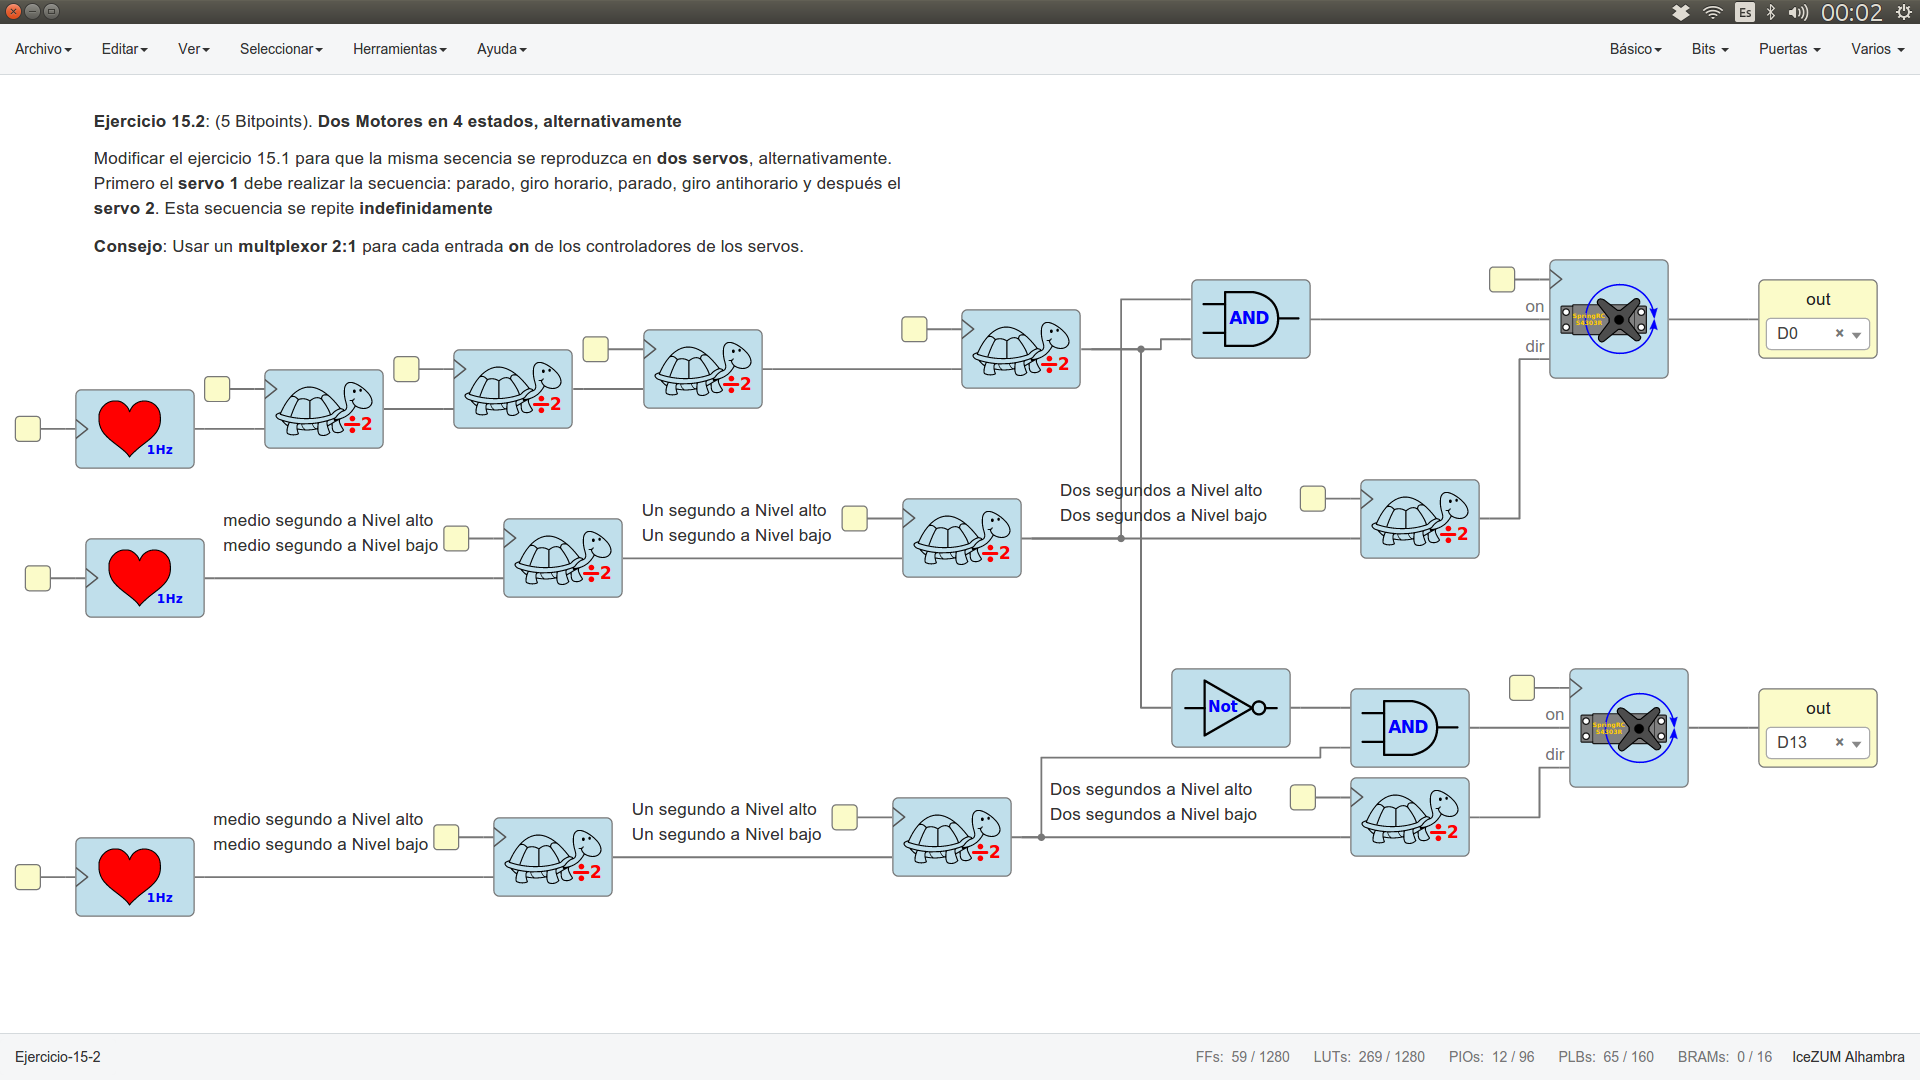 Es 00:02
Archivo Editar Ver Seleccionar Herramientas Ayuda Básico Bits Puertas Varios
Ejercicio 15.2: (5 Bitpoints). Dos Motores en 4 estados, alternativamente
Modificar el ejercicio 15.1 para que la misma secencia se reproduzca en dos servos, alternativamente.
Primero el servo 1 debe realizar la secuencia: parado, giro horario, parado, giro antihorario y después el
servo 2. Esta secuencia se repite indefinidamente
Consejo: Usar un multplexor 2:1 para cada entrada on de los controladores de los servos.
AND
on
dir
SpringRC
S4303R
out
D0
÷2
÷2
÷2
÷2
1Hz
medio segundo a Nivel alto
medio segundo a Nivel bajo
Un segundo a Nivel alto
Un segundo a Nivel bajo
Dos segundos a Nivel alto
Dos segundos a Nivel bajo
÷2
÷2
÷2
1Hz
Not
AND
on
dir
SpringRC
S4303R
out
D13
medio segundo a Nivel alto
medio segundo a Nivel bajo
Un segundo a Nivel alto
Un segundo a Nivel bajo
Dos segundos a Nivel alto
Dos segundos a Nivel bajo
÷2
÷2
÷2
1Hz
Ejercicio-15-2 FFs: 59 / 1280 LUTs: 269 / 1280 PIOs: 12 / 96 PLBs: 65 / 160 BRAMs: 0 / 16 IceZUM Alhambra